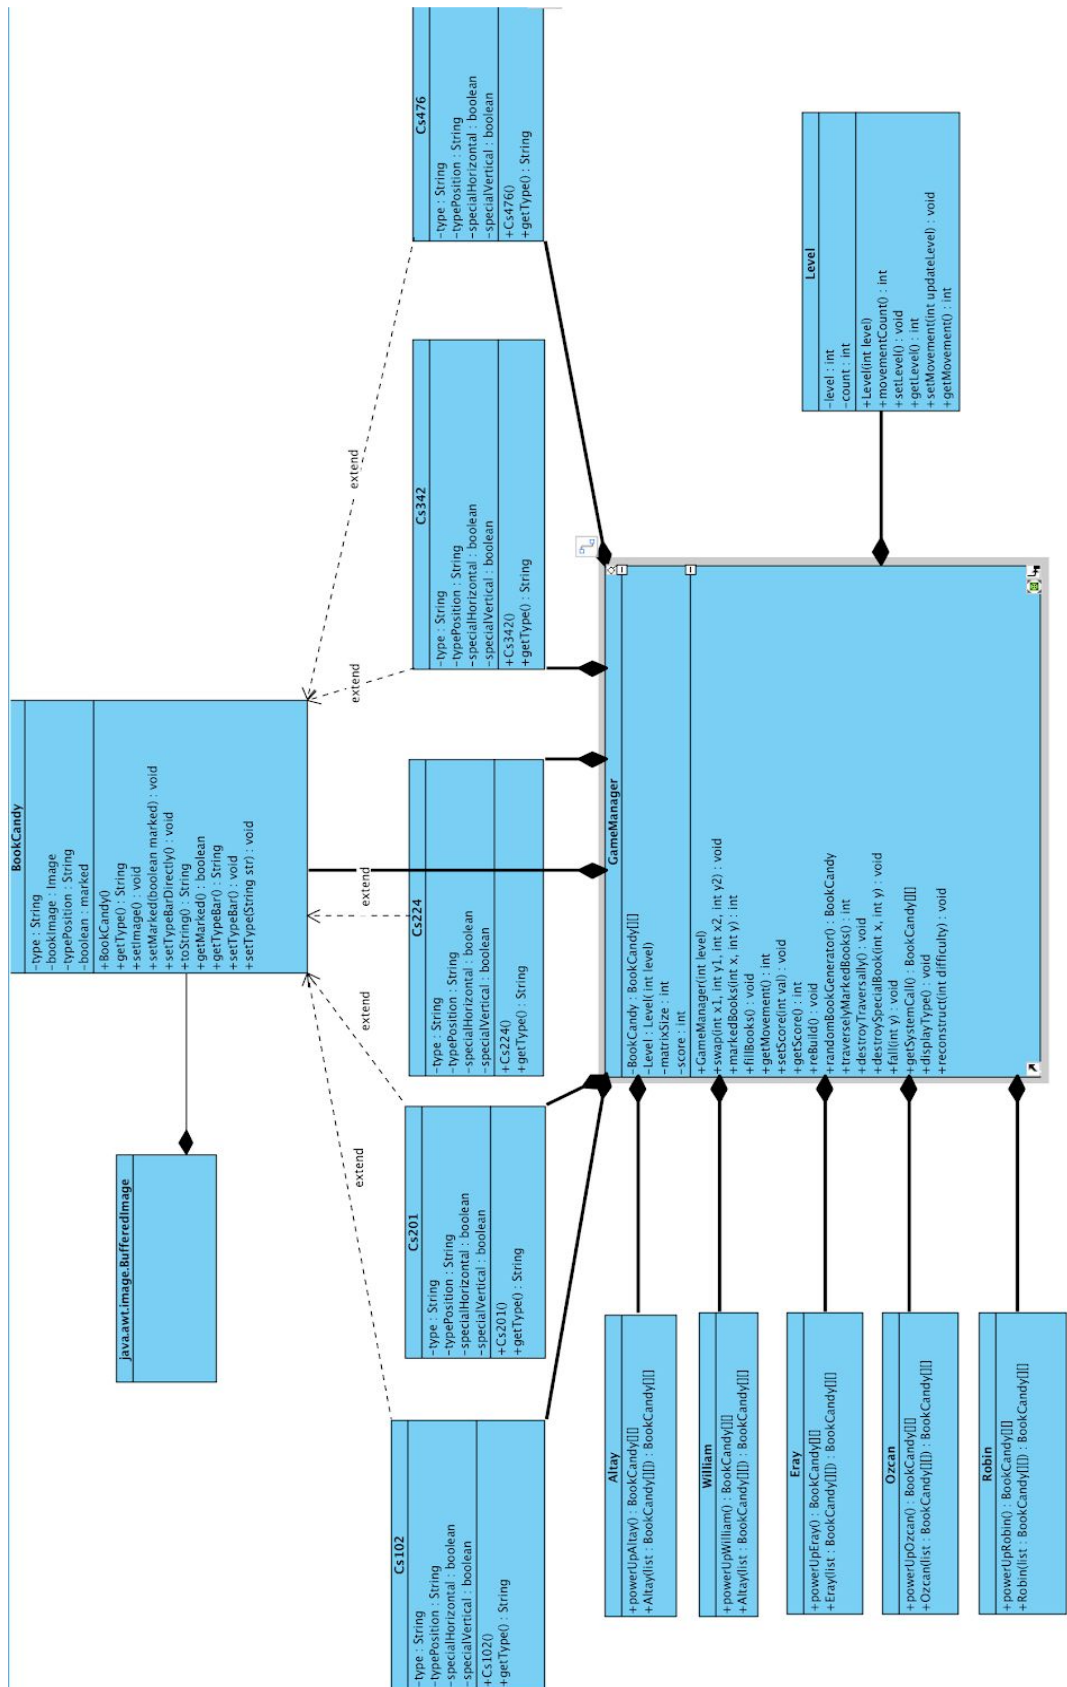 java.awt.image.BufferedImage
BookCandy
-type : String
-bookImage : Image
-typePosition : String
-boolean : marked
+BookCandy()
+getType() : String
+setImage() : void
+setMarked(boolean marked) : void
+setTypeBarDirectly() : void
+toString() : String
+getMarked() : boolean
+getTypeBar() : String
+setTypeBar() : void
+setType(String str) : void
extend
extend
extend
extend
extend
Cs102
-type : String
-typePosition : String
-specialHorizontal : boolean
-specialVertical : boolean
+Cs102()
+getType() : String
Cs201
-type : String
-typePosition : String
-specialHorizontal : boolean
-specialVertical : boolean
+Cs201()
+getType() : String
Cs224
-type : String
-typePosition : String
-specialHorizontal : boolean
-specialVertical : boolean
+Cs224()
+getType() : String
Cs342
-type : String
-typePosition : String
-specialHorizontal : boolean
-specialVertical : boolean
+Cs342()
+getType() : String
Cs476
-type : String
-typePosition : String
-specialHorizontal : boolean
-specialVertical : boolean
+Cs476()
+getType() : String
Altay
+powerUpAltay() : BookCandy[][]
+Altay(list : BookCandy[][]) : BookCandy[][]
William
+powerUpWilliam() : BookCandy[][]
+Altay(list : BookCandy[][]) : BookCandy[][]
Eray
+powerUpEray() : BookCandy[][]
+Eray(list : BookCandy[][]) : BookCandy[][]
Ozcan
+powerUpOzcan() : BookCandy[][]
+Ozcan(list : BookCandy[][]) : BookCandy[][]
Robin
+powerUpRobin() : BookCandy[][]
+Robin(list : BookCandy[][]) : BookCandy[][]
GameManager
-BookCandy : BookCandy[][]
-Level : Level( int level)
-matrixSize : int
-score : int
+GameManager(int level)
+swap(int x1, int y1, int x2, int y2) : void
+markedBooks(int x, int y) : int
+fillBooks() : void
+getMovement() : int
+setScore(int val) : void
+getScore() : int
+reBuild() : void
+randomBookGenerator() : BookCandy
+traverselyMarkedBooks() : int
+destroyTraversally() : void
+destroySpecialBook(int x, int y) : void
+fall(int y) : void
+getSystemCall() : BookCandy[][]
+displayType() : void
+reconstruct(int difficulty) : void
Level
-level : int
-count : int
+Level(int level)
+movementCount() : int
+setLevel() : void
+getLevel() : int
+setMovement(int updateLevel) : void
+getMovement() : int